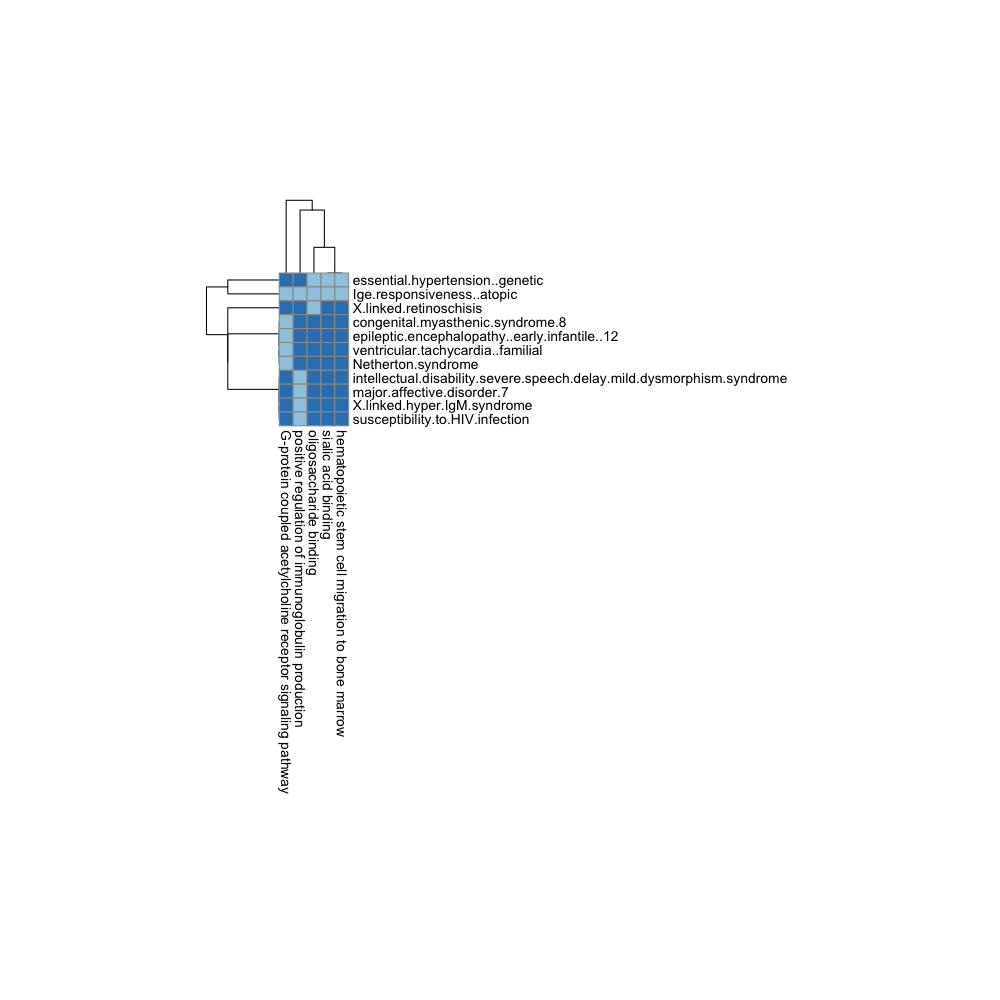 essential.hypertension..genetic
Ige.responsiveness..atopic
X.linked.retinoschisis
congenital.myasthenic.syndrome.8
epileptic.encephalopathy..early.infantile..12
ventricular.tachycardia..familial
Netherton.syndrome
intellectual.disability.severe.speech.delay.mild.dysmorphism.syndrome
major.affective.disorder.7
X.linked.hyper.IgM.syndrome
susceptibility.to.HIV.infection
G-protein coupled acetylcholine receptor signaling pathway
positive regulation of immunoglobulin production
oligosaccharide binding
sialic acid binding
hematopoietic stem cell migration to bone marrow